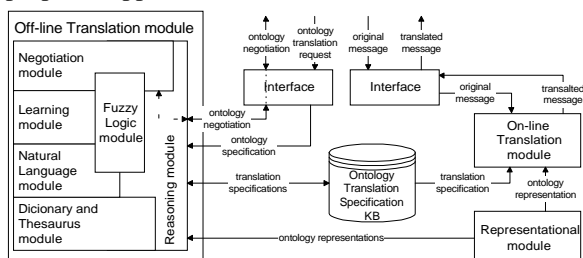 Off-line Translation module
Negotiation
module
Learning
module
Natural
Language
module
Dicionary and
Thesaurus
module
Fuzzy
Logic
module
Reasoning module
ontology
negotiation
ontology
translation
request
original
message
translated
message
Interface
Interface
ontology
negotiation
ontology
specification
original
message
transalted
message
On-line
Translation
module
translation
specifications
Ontology
Translation
Specification
KB
translation
specification
ontology
representation
ontology representations
Representational
module